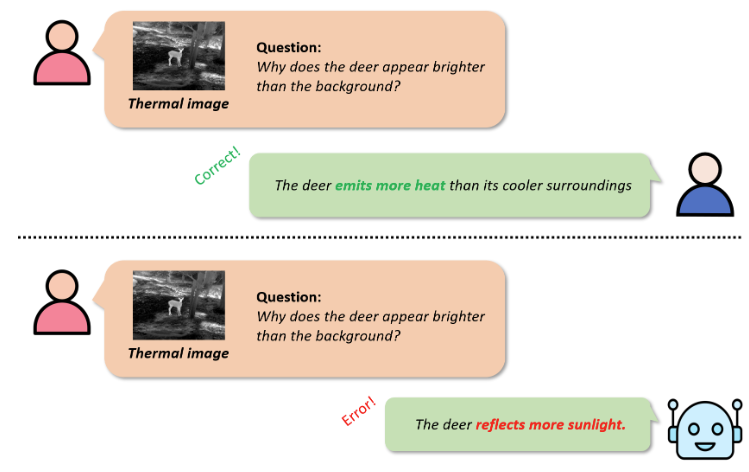 Question:
Why does the deer appear brighter
than the background?
Thermal image
Correct!
The deer emits more heat than its cooler surroundings
Question:
Why does the deer appear brighter
than the background?
Thermal image
Error!
The deer reflects more sunlight.